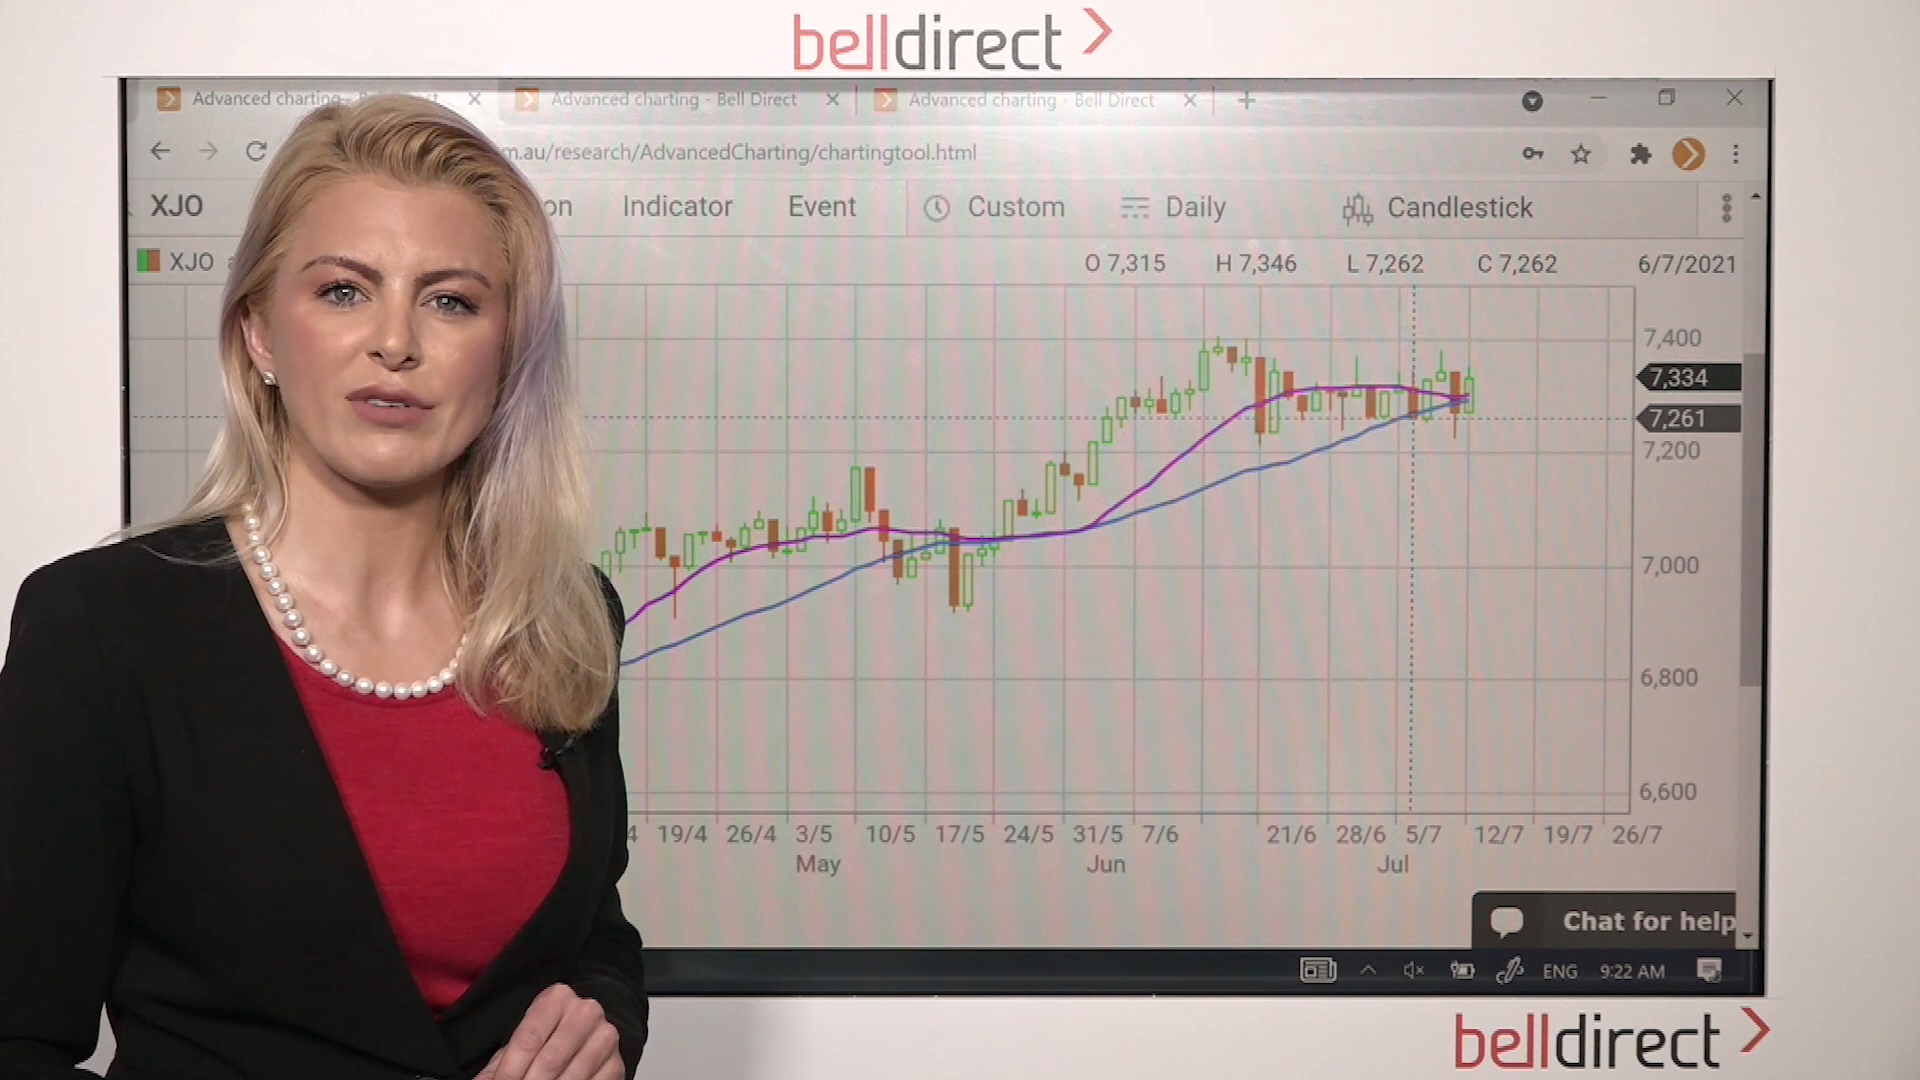 belldirect
Advanced charting - Advanced charting - Bell Direct Advanced charting - Bell Direct
m.au/research/AdvancedCharting/chartingtool.html
XJO on Indicator Event Custom Daily Candlestick
XJO O 7,315 H 7,346 L 7,262 C 7,262 6/7/2021
7,400
7,334
7,261
7,200
7,000
6,800
6,600
4 19/4 26/4 3/5 10/5 17/5 24/5 31/5 7/6 21/6 28/6 5/7 12/7 19/7 26/7
May Jun Jul
Chat for help
ENG 9:22 AM
belldirect